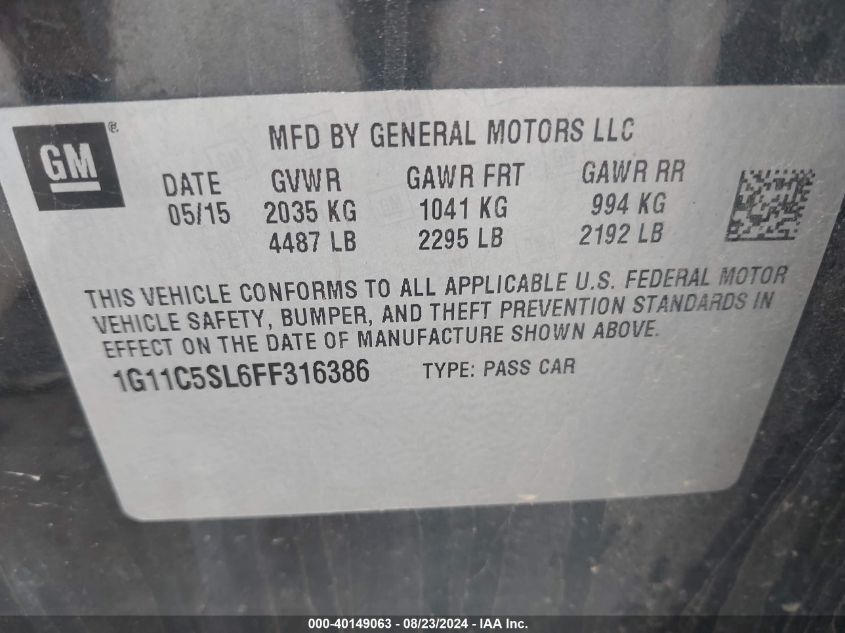 GM ®
MFD BY GENERAL MOTORS LLC
DATE GVWR GAWR FRT GAWR RR
05/15 2035 KG 1041 KG 994 KG
4487 LB 2295 LB 2192 LB
THIS VEHICLE CONFORMS TO ALL APPLICABLE U.S. FEDERAL MOTOR
VEHICLE SAFETY, BUMPER, AND THEFT PREVENTION STANDARDS IN
EFFECT ON THE DATE OF MANUFACTURE SHOWN ABOVE.
1G11C5SL6FF316386 TYPE: PASS CAR
000-40149063 - 08/23/2024 - IAA Inc.